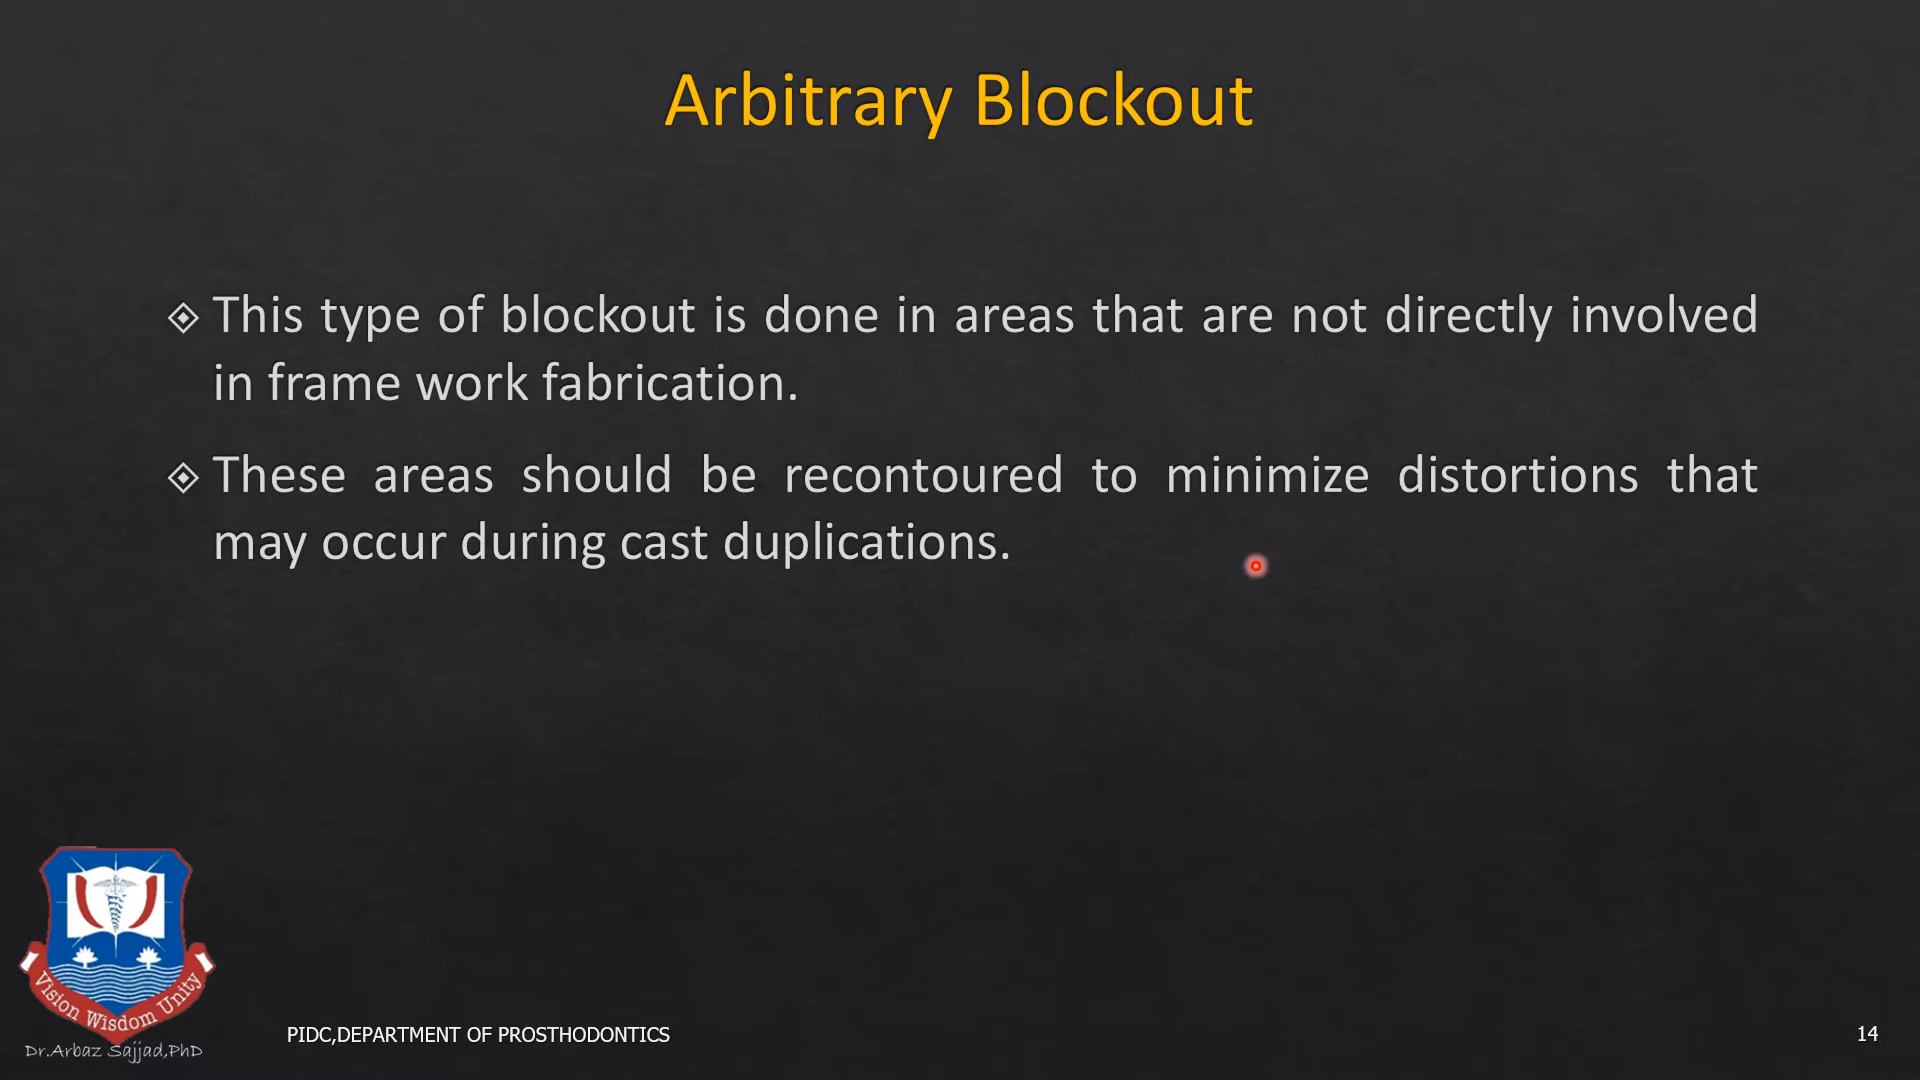 Arbitrary Blockout
This type of blockout is done in areas that are not directly involved
in frame work fabrication.
These areas should be recontoured to minimize distortions that
may occur during cast duplications.
Vision Wisdom Unity
Dr.Arbaz Sajjad,PhD
PIDC,DEPARTMENT OF PROSTHODONTICS
14